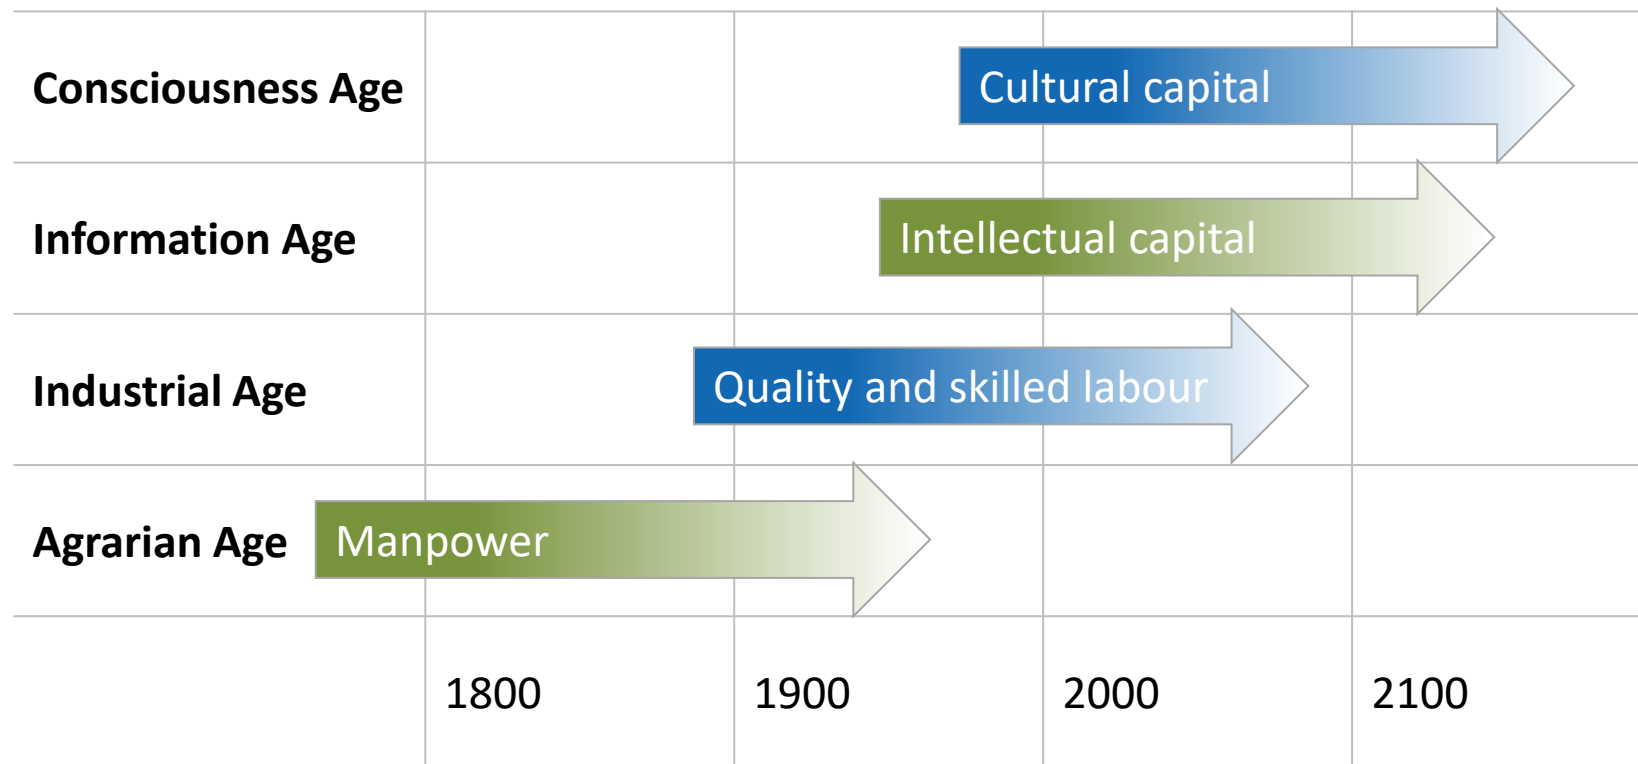 Consciousness Age
Cultural capital
Information Age
Intellectual capital
Industrial Age
Quality and skilled labour
Agrarian Age
Manpower
1800
1900
2000
2100